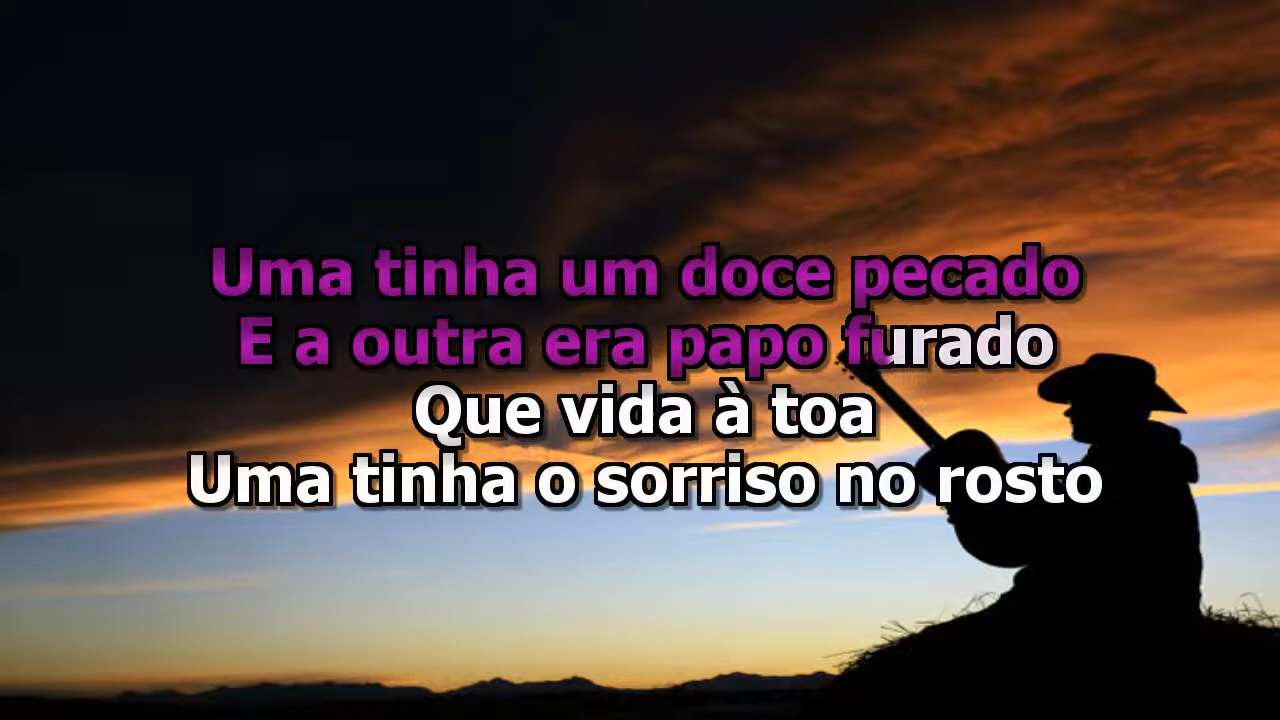 Uma tinha um doce pecado
E a outra era papo furado
Que vida à toa
Uma tinha o sorriso no rosto